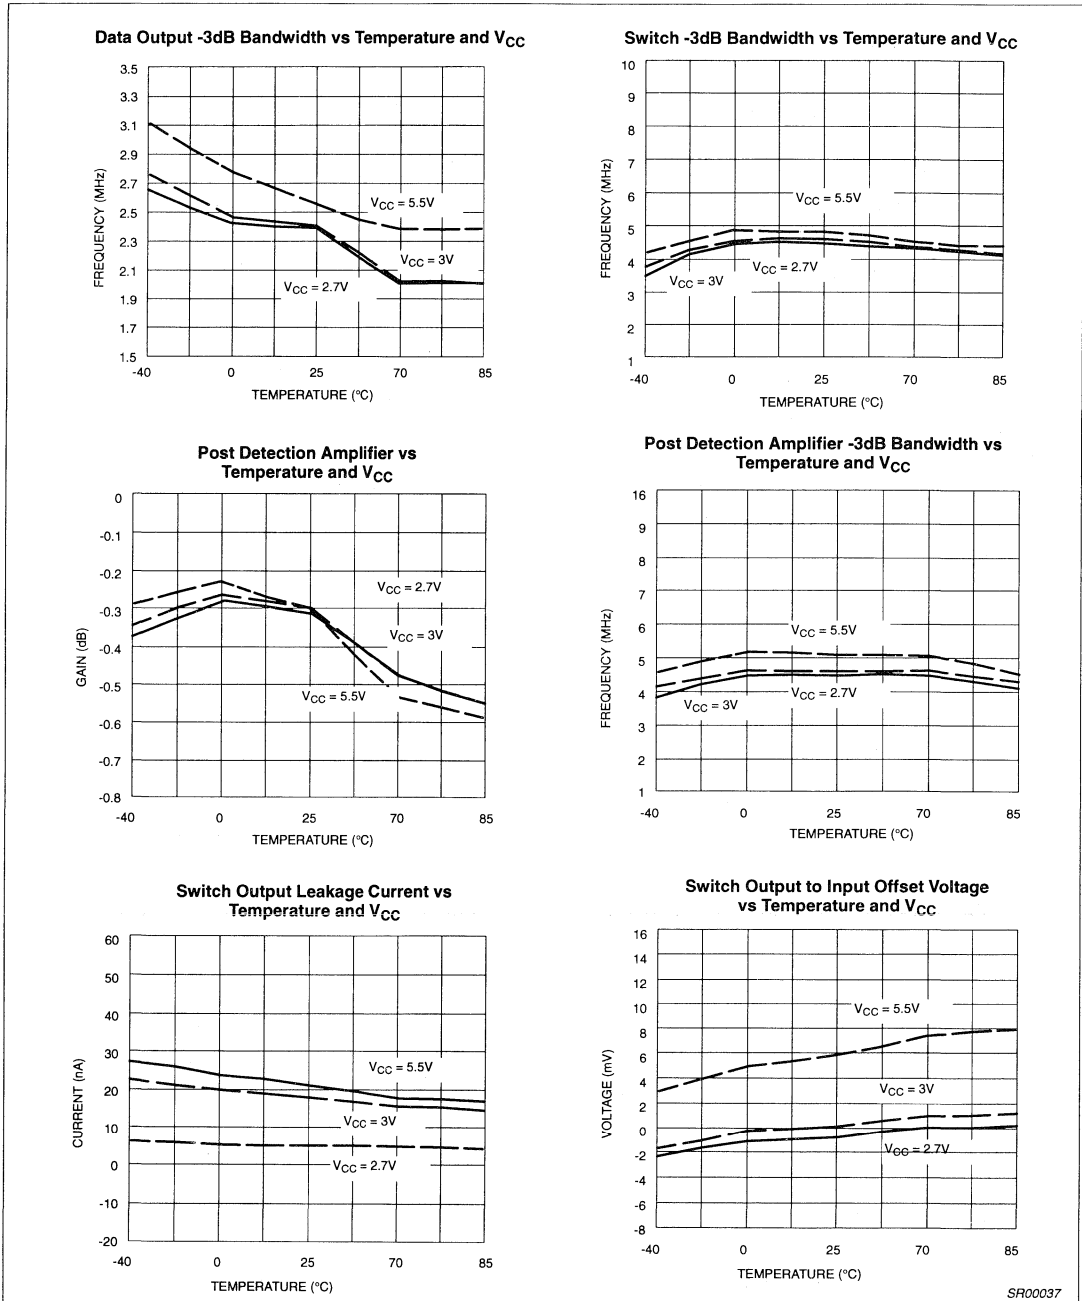 Data Output -3dB Bandwidth vs Temperature and VCC
3.5
3.3
3.1
2.9
2.7
2.5
2.3
2.1
1.9
1.7
1.5
FREQUENCY (MHz)
VCC = 5.5V
VCC = 3V
VCC = 2.7V
-40 0 25 70 85
TEMPERATURE (°C)
Switch -3dB Bandwidth vs Temperature and VCC
10
9
8
7
6
5
4
3
2
1
FREQUENCY (MHz)
VCC = 5.5V
VCC = 2.7V
VCC = 3V
-40 0 25 70 85
TEMPERATURE (°C)
Post Detection Amplifier vs
Temperature and VCC
0
-0.1
-0.2
-0.3
-0.4
-0.5
-0.6
-0.7
-0.8
GAIN (dB)
VCC = 2.7V
VCC = 3V
VCC = 5.5V
-40 0 25 70 85
TEMPERATURE (°C)
Post Detection Amplifier -3dB Bandwidth vs
Temperature and VCC
16
9
8
7
6
5
4
3
2
1
FREQUENCY (MHz)
VCC = 5.5V
VCC = 2.7V
VCC = 3V
-40 0 25 70 85
TEMPERATURE (°C)
Switch Output Leakage Current vs
Temperature and VCC
60
50
40
30
20
10
0
-10
-20
CURRENT (nA)
VCC = 5.5V
VCC = 3V
VCC = 2.7V
-40 0 25 70 85
TEMPERATURE (°C)
Switch Output to Input Offset Voltage
vs Temperature and VCC
16
14
12
10
8
6
4
2
0
-2
-4
-6
-8
VOLTAGE (mV)
VCC = 5.5V
VCC = 3V
VCC = 2.7V
-40 0 25 70 85
TEMPERATURE (°C)
SR00037